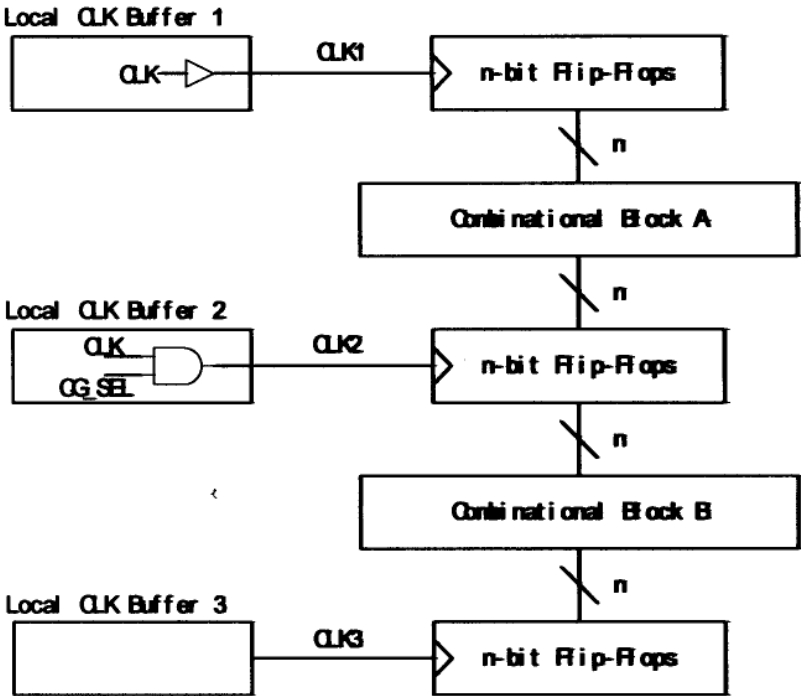 Local CLK Buffer 1
CLK
CLK1
n-bit Flip-Flops
n
Combinational Block A
n
Local CLK Buffer 2
CLK
CG_SEL
CLK2
n-bit Flip-Flops
n
Combinational Block B
n
Local CLK Buffer 3
CLK3
n-bit Flip-Flops